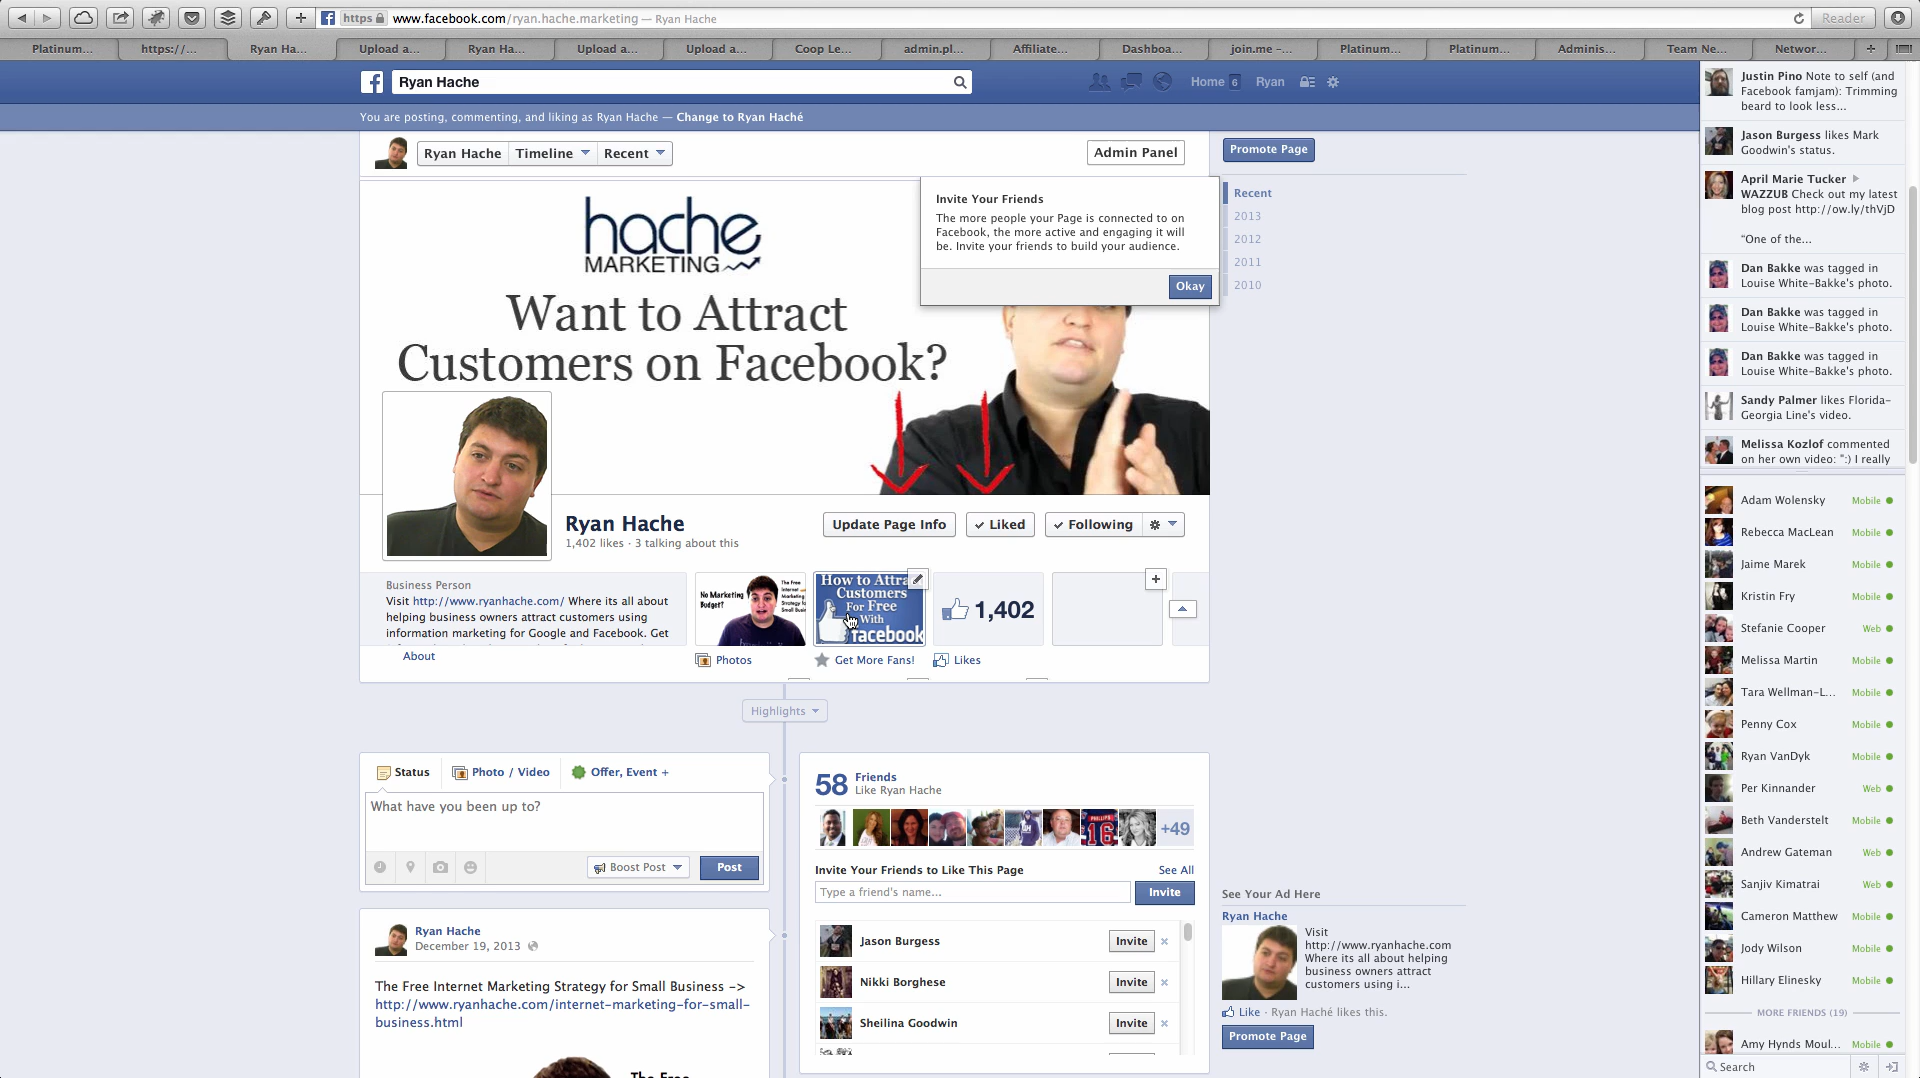 https www.facebook.com/ryan.hache.marketing — Ryan Hache
Reader
Platinum...
https://...
Ryan Ha...
Upload a...
Ryan Ha...
Upload a...
Upload a...
Coop Le...
admin.pl...
Affiliate...
Dashboa...
join.me -...
Platinum...
Platinum...
Adminis...
Team Ne...
Networ...
Ryan Hache
Home 6 Ryan
You are posting, commenting, and liking as Ryan Hache — Change to Ryan Haché
Ryan Hache Timeline Recent
Admin Panel
Promote Page
Recent
2013
2012
2011
2010
Invite Your Friends
The more people your Page is connected to on
Facebook, the more active and engaging it will
be. Invite your friends to build your audience.
Okay
hache
MARKETING
Want to Attract
Customers on Facebook?
Ryan Hache
1,402 likes · 3 talking about this
Update Page Info
Liked
Following
Business Person
Visit http://www.ryanhache.com/ Where its all about
helping business owners attract customers using
information marketing for Google and Facebook. Get
About
No Marketing
Budget?
The Free
Internet
Marketing
Strategy for
Photos
How to Attra
Customers
For Free
With
facebook
Get More Fans!
1,402
Likes
Highlights
Status Photo / Video Offer, Event +
What have you been up to?
Boost Post
Post
Ryan Hache
December 19, 2013
The Free Internet Marketing Strategy for Small Business ->
http://www.ryanhache.com/internet-marketing-for-small-
business.html
The Free
58 Friends
Like Ryan Hache
PHILLIPS
16
+49
Invite Your Friends to Like This Page See All
Type a friend's name... Invite
Jason Burgess Invite
Nikki Borghese Invite
Sheilina Goodwin Invite
See Your Ad Here
Ryan Hache
Visit
http://www.ryanhache.com
Where its all about helping
business owners attract
customers using i...
Like · Ryan Haché likes this.
Promote Page
Justin Pino Note to self (and
Facebook famjam): Trimming
beard to look less...
Jason Burgess likes Mark
Goodwin's status.
April Marie Tucker
WAZZUB Check out my latest
blog post http://ow.ly/thVjD
“One of the...
Dan Bakke was tagged in
Louise White-Bakke's photo.
Dan Bakke was tagged in
Louise White-Bakke's photo.
Dan Bakke was tagged in
Louise White-Bakke's photo.
Sandy Palmer likes Florida-
Georgia Line's video.
Melissa Kozlof commented
on her own video: ":) I really
Adam Wolensky Mobile
Rebecca MacLean Mobile
Jaime Marek Mobile
Kristin Fry Mobile
Stefanie Cooper Web
Melissa Martin Mobile
Tara Wellman-L... Mobile
Penny Cox Mobile
Ryan VanDyk Mobile
Per Kinnander Web
Beth Vanderstelt Mobile
Andrew Gateman Web
Sanjiv Kimatrai Web
Cameron Matthew Mobile
Jody Wilson Mobile
Hillary Elinesky Mobile
MORE FRIENDS (19)
Amy Hynds Moul... Mobile
Search